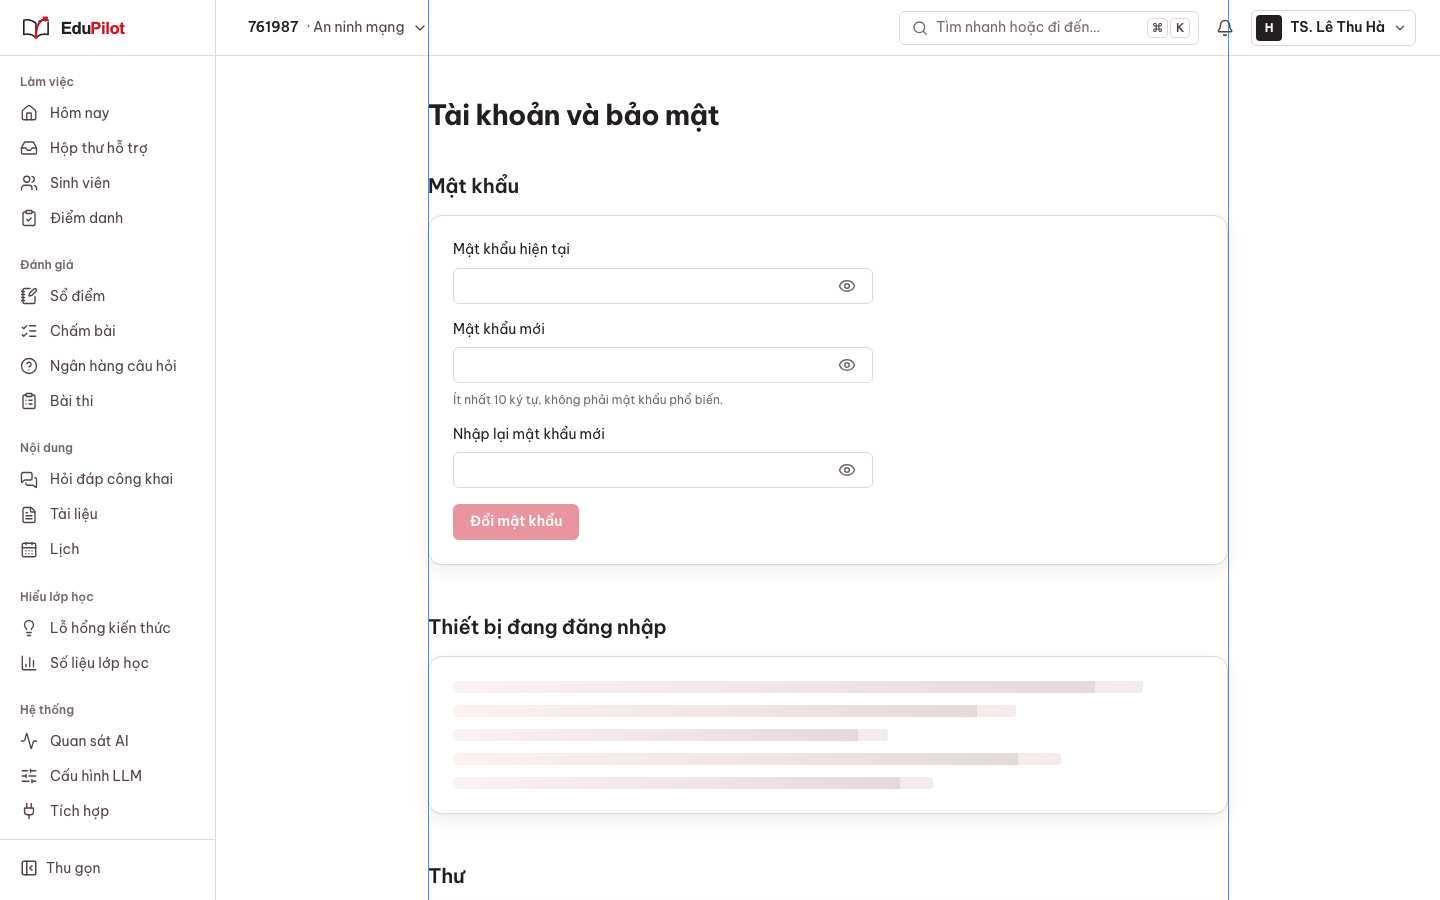 EduPilot
761987 · An ninh mạng
Tìm nhanh hoặc đi đến...
⌘ K
H TS. Lê Thu Hà
Làm việc
Hôm nay
Hộp thư hỗ trợ
Sinh viên
Điểm danh
Đánh giá
Sổ điểm
Chấm bài
Ngân hàng câu hỏi
Bài thi
Nội dung
Hỏi đáp công khai
Tài liệu
Lịch
Hiểu lớp học
Lỗ hổng kiến thức
Số liệu lớp học
Hệ thống
Quan sát AI
Cấu hình LLM
Tích hợp
Thu gọn
Tài khoản và bảo mật
Mật khẩu
Mật khẩu hiện tại
Mật khẩu mới
Ít nhất 10 ký tự, không phải mật khẩu phổ biến.
Nhập lại mật khẩu mới
Đổi mật khẩu
Thiết bị đang đăng nhập
Thư